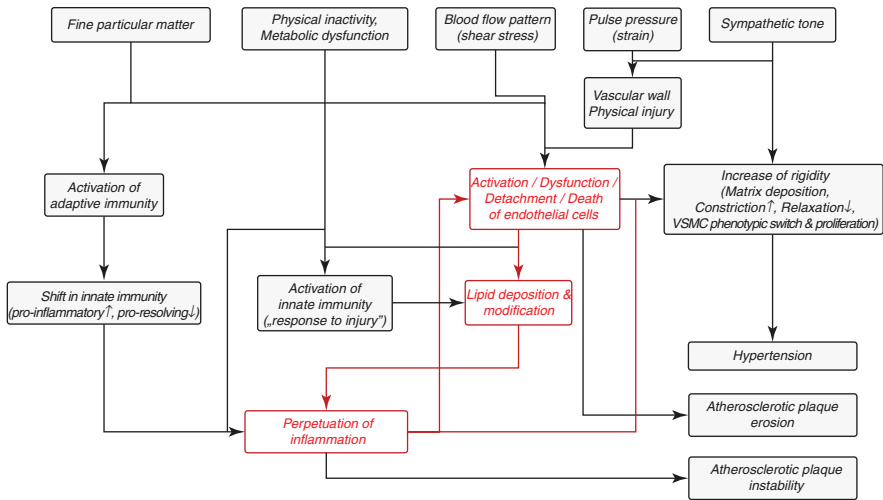 Fine particular matter
Physical inactivity,
Metabolic dysfunction
Blood flow pattern
(shear stress)
Pulse pressure
(strain)
Sympathetic tone
Vascular wall
Physical injury
Activation of
adaptive immunity
Activation / Dysfunction /
Detachment / Death
of endothelial cells
Increase of rigidity
(Matrix deposition,
Constriction↑, Relaxation↓,
VSMC phenotypic switch & proliferation)
Shift in innate immunity
(pro-inflammatory↑, pro-resolving↓)
Activation of
innate immunity
(„response to injury”)
Lipid deposition &
modification
Hypertension
Perpetuation of
inflammation
Atherosclerotic plaque
erosion
Atherosclerotic plaque
instability